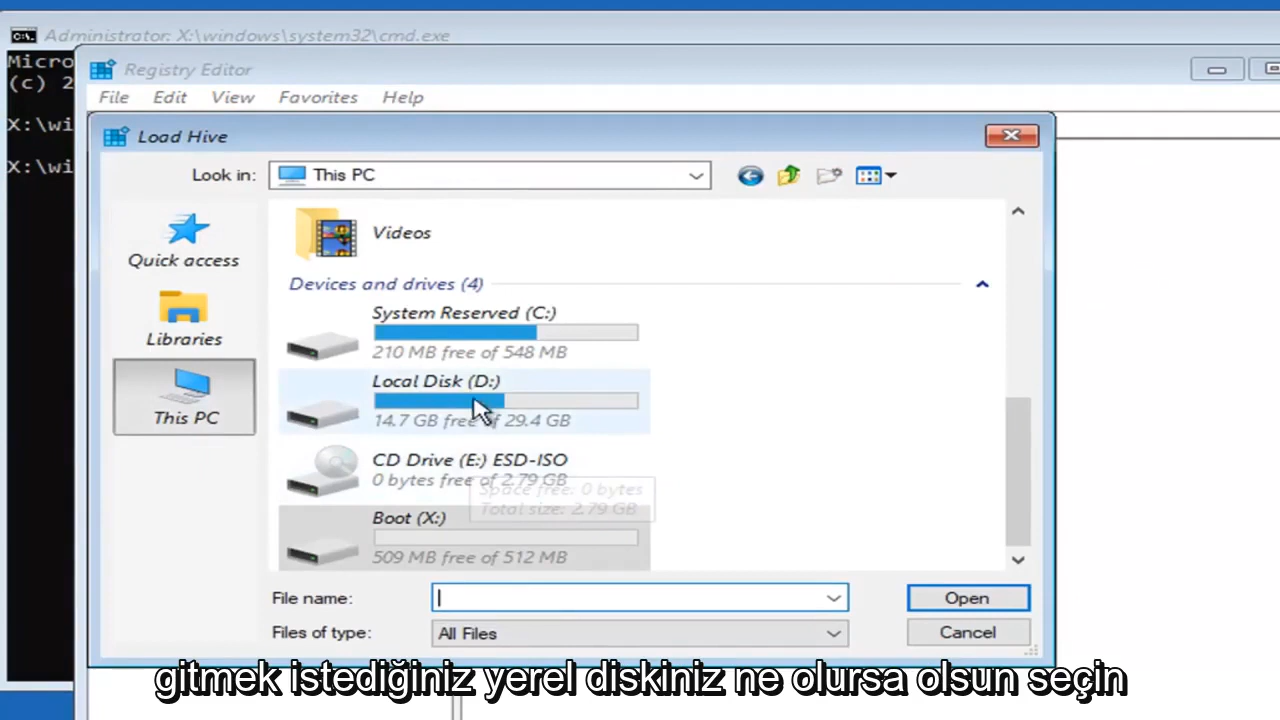 Administrator: X:\windows\system32\cmd.exe
Micro
(c) 2
X:\wi
X:\wi
Registry Editor
File Edit View Favorites Help
Load Hive
Look in: This PC
Quick access
Libraries
This PC
Videos
Devices and drives (4)
System Reserved (C:)
210 MB free of 548 MB
Local Disk (D:)
14.7 GB free of 29.4 GB
CD Drive (E:) ESD-ISO
0 bytes free of 2.79 GB
Space free: 0 bytes
Total size: 2.79 GB
Boot (X:)
509 MB free of 512 MB
File name: Open
Files of type: All Files Cancel
gitmek istediğiniz yerel diskiniz ne olursa olsun seçin